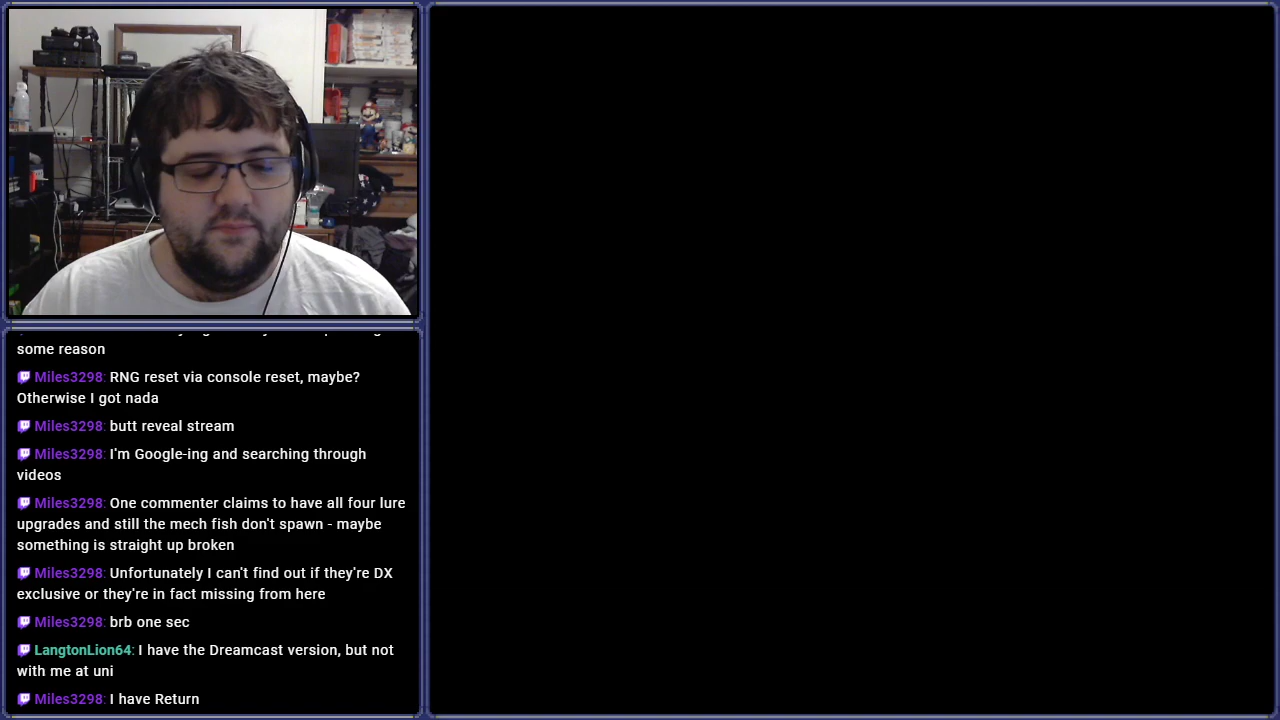 some reason
Miles3298: RNG reset via console reset, maybe?
Otherwise I got nada
Miles3298: butt reveal stream
Miles3298: I'm Google-ing and searching through
videos
Miles3298: One commenter claims to have all four lure
upgrades and still the mech fish don't spawn - maybe
something is straight up broken
Miles3298: Unfortunately I can't find out if they're DX
exclusive or they're in fact missing from here
Miles3298: brb one sec
LangtonLion64: I have the Dreamcast version, but not
with me at uni
Miles3298: I have Return